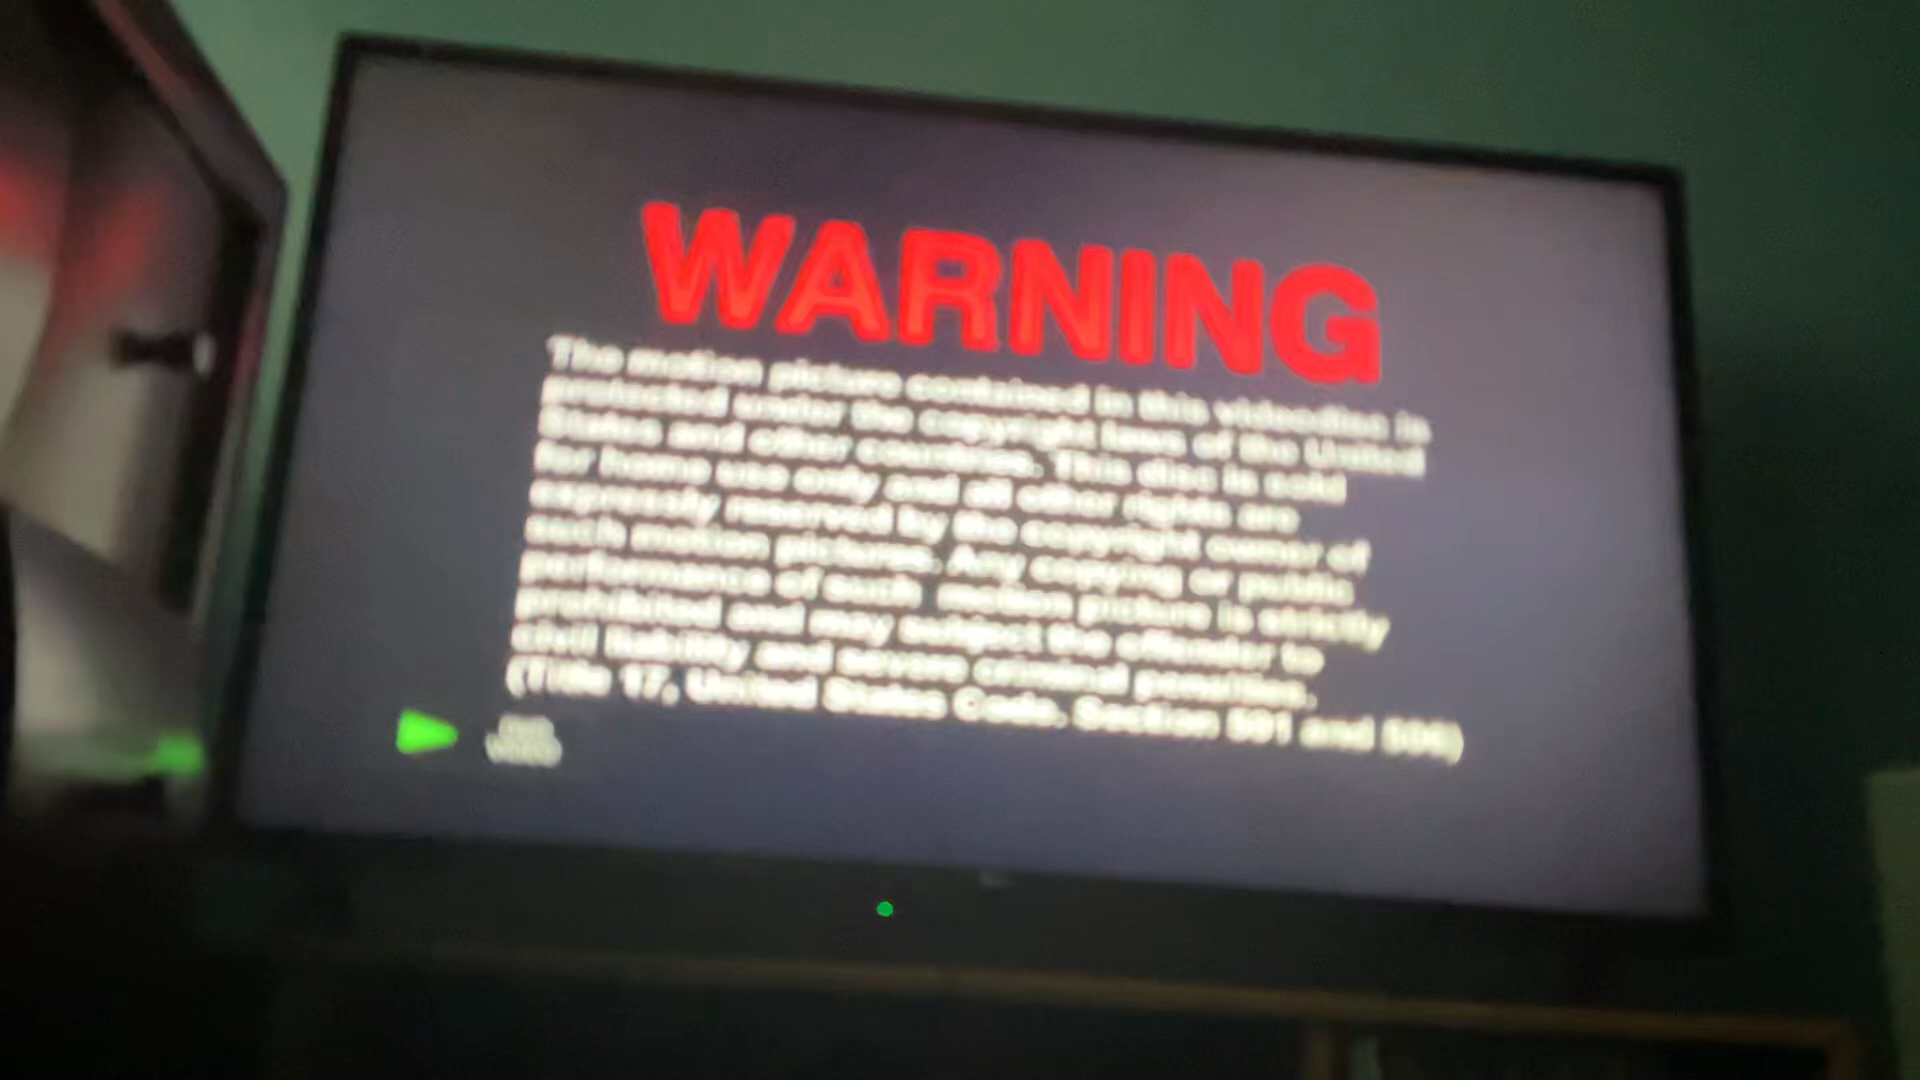 WARNING
The motion picture contained in this videodisc is
protected under the copyright laws of the United
States and other countries. This disc is sold
for home use only and all other rights are
expressly reserved by the copyright owner of
such motion picture. Any copying or public
performance of such motion picture is strictly
prohibited and may subject the offender to
civil liability and severe criminal penalties.
(Title 17, United States Code, Section 501 and 506)